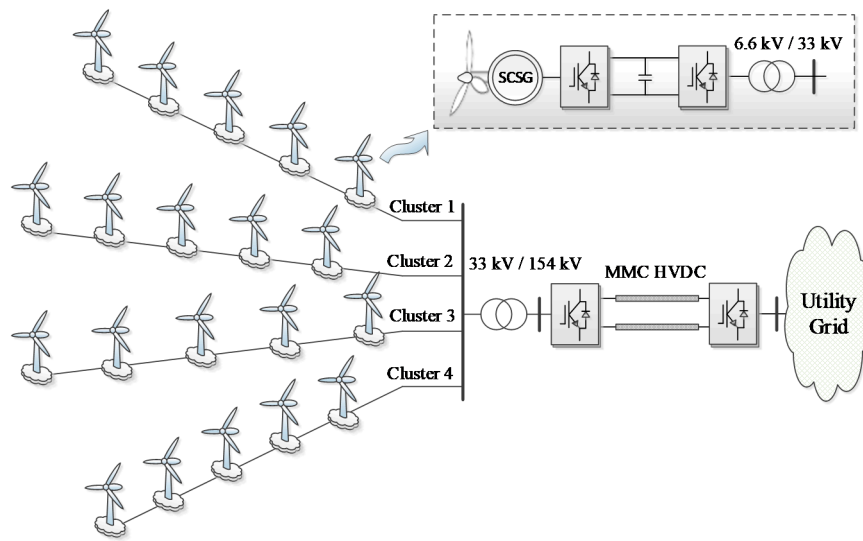 6.6 kV / 33 kV
SCSG
Cluster 1
Cluster 2
33 kV / 154 kV
MMC HVDC
Cluster 3
Utility
Grid
Cluster 4